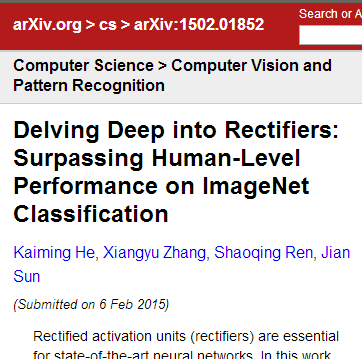 arXiv.org > cs > arXiv:1502.01852
Search or A
Computer Science > Computer Vision and
Pattern Recognition
Delving Deep into Rectifiers:
Surpassing Human-Level
Performance on ImageNet
Classification
Kaiming He, Xiangyu Zhang, Shaoqing Ren, Jian
Sun
(Submitted on 6 Feb 2015)
Rectified activation units (rectifiers) are essential
for state-of-the-art neural networks. In this work